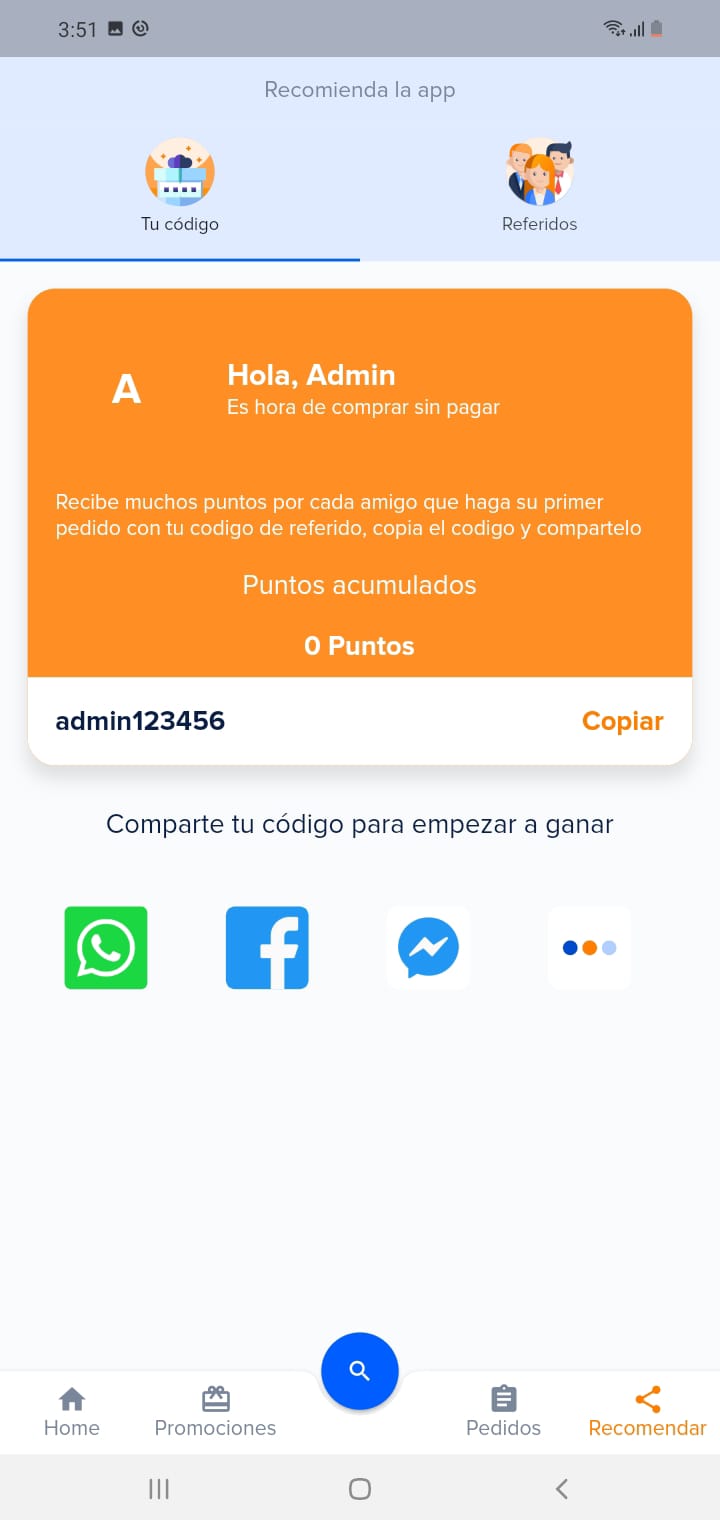 3:51
Recomienda la app
Tu código
Referidos
A
Hola, Admin
Es hora de comprar sin pagar
Recibe muchos puntos por cada amigo que haga su primer
pedido con tu codigo de referido, copia el codigo y compartelo
Puntos acumulados
0 Puntos
admin123456
Copiar
Comparte tu código para empezar a ganar
Home
Promociones
Pedidos
Recomendar